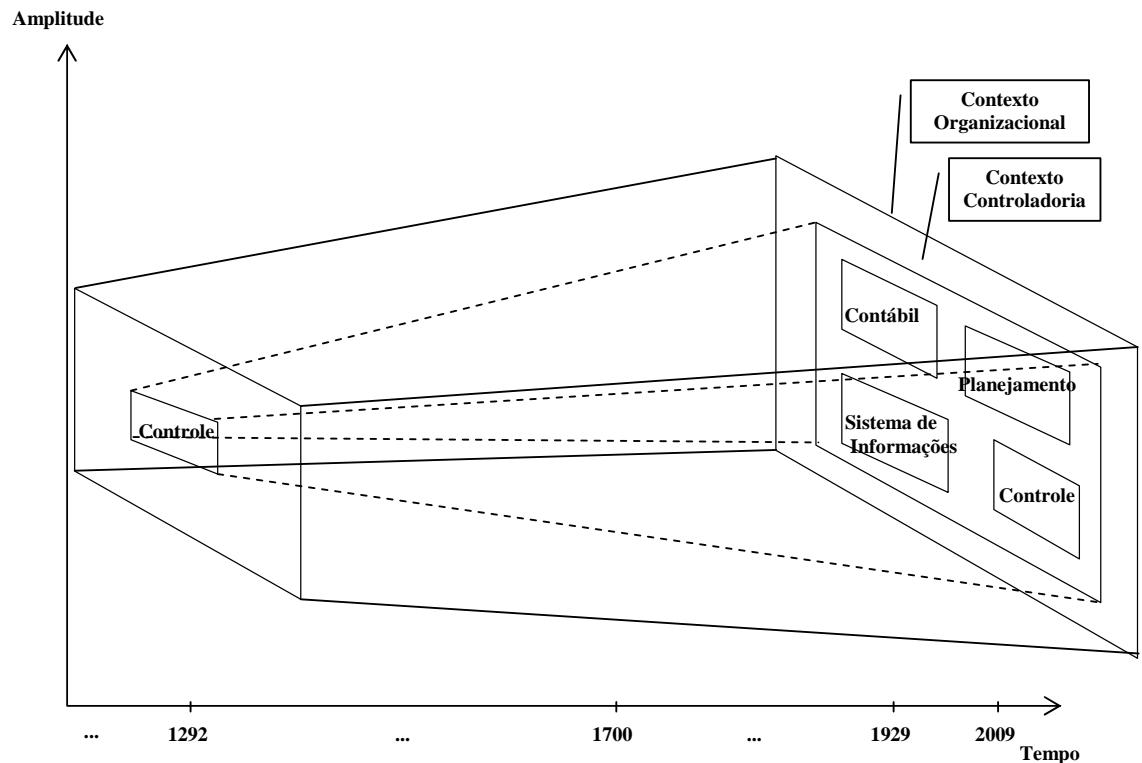 Amplitude
Contexto
Organizacional
Contexto
Controladoria
Contábil
Planejamento
Controle
Sistema de
Informações
Controle
...
1292
...
1700
...
1929
2009
Tempo